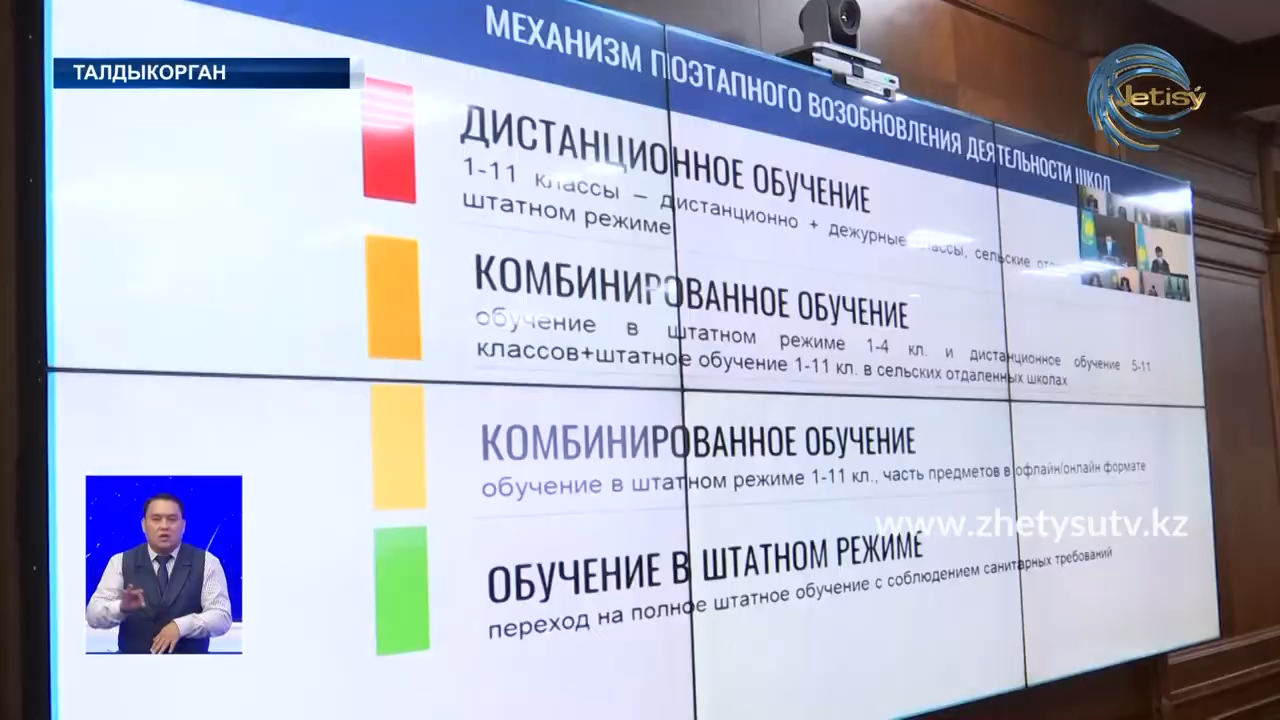 ТАЛДЫКОРГАН
Jetisý
МЕХАНИЗМ ПОЭТАПНОГО ВОЗОБНОВЛЕНИЯ ДЕЯТЕЛЬНОСТИ ШКОЛ
ДИСТАНЦИОННОЕ ОБУЧЕНИЕ
1-11 классы – дистанционно + дежурные классы, сельские
штатном режиме
КОМБИНИРОВАННОЕ ОБУЧЕНИЕ
обучение в штатном режиме 1-4 кл. и дистанционное обучение 5-11
классов+штатное обучение 1-11 кл. в сельских отдаленных школах
КОМБИНИРОВАННОЕ ОБУЧЕНИЕ
обучение в штатном режиме 1-11 кл., часть предметов в офлайн/онлайн формате
www.zhetysutv.kz
ОБУЧЕНИЕ В ШТАТНОМ РЕЖИМЕ
переход на полное штатное обучение с соблюдением санитарных требований